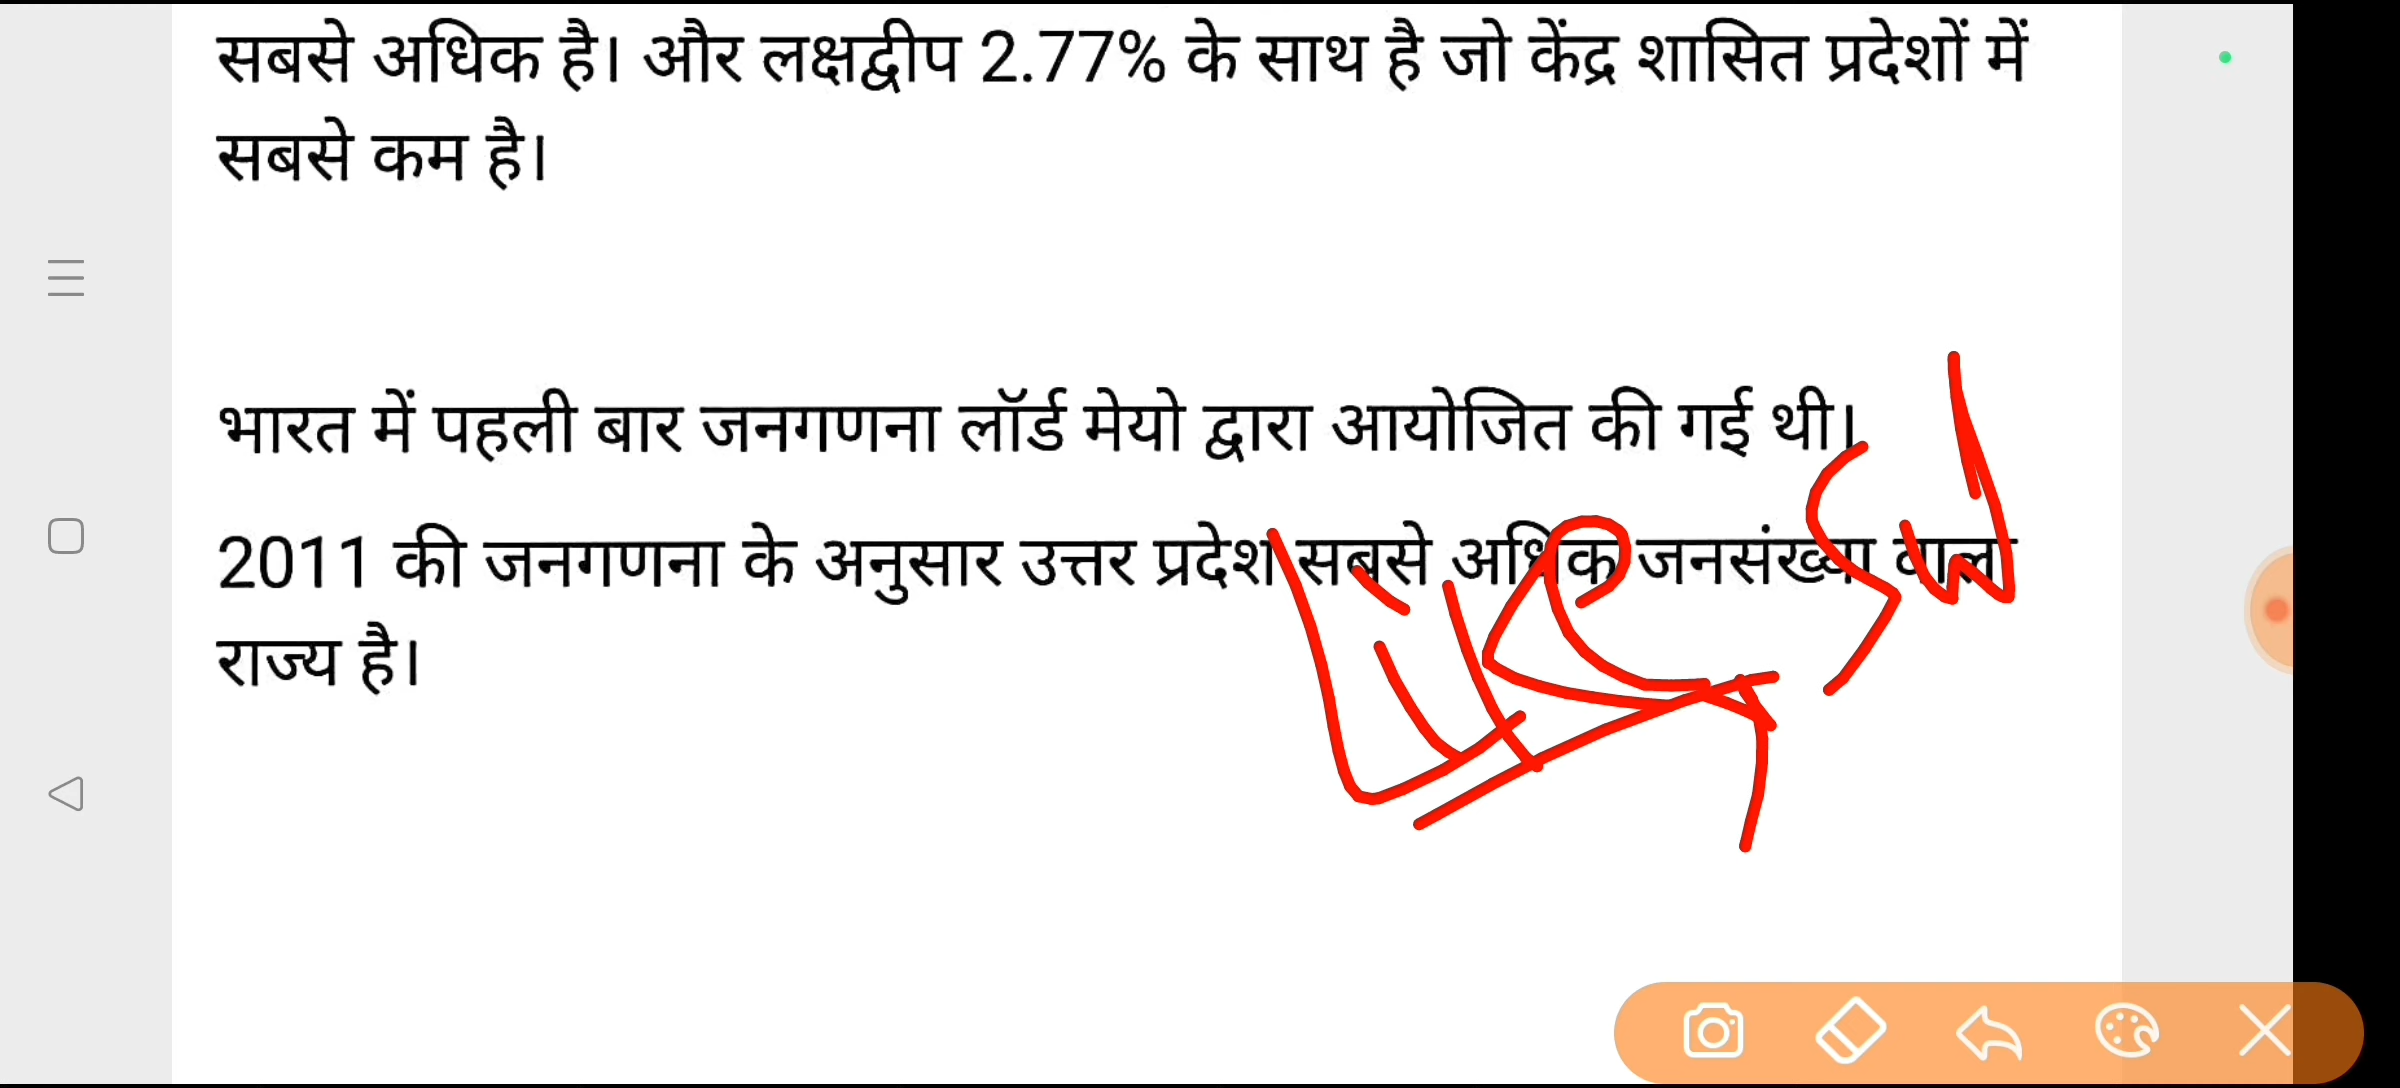 सबसे अधिक है। और लक्षद्वीप 2.77% के साथ है जो केंद्र शासित प्रदेशों में
सबसे कम है।
भारत में पहली बार जनगणना लॉर्ड मेयो द्वारा आयोजित की गई थी।
2011 की जनगणना के अनुसार उत्तर प्रदेश सबसे अधिक जनसंख्या वाला
राज्य है।